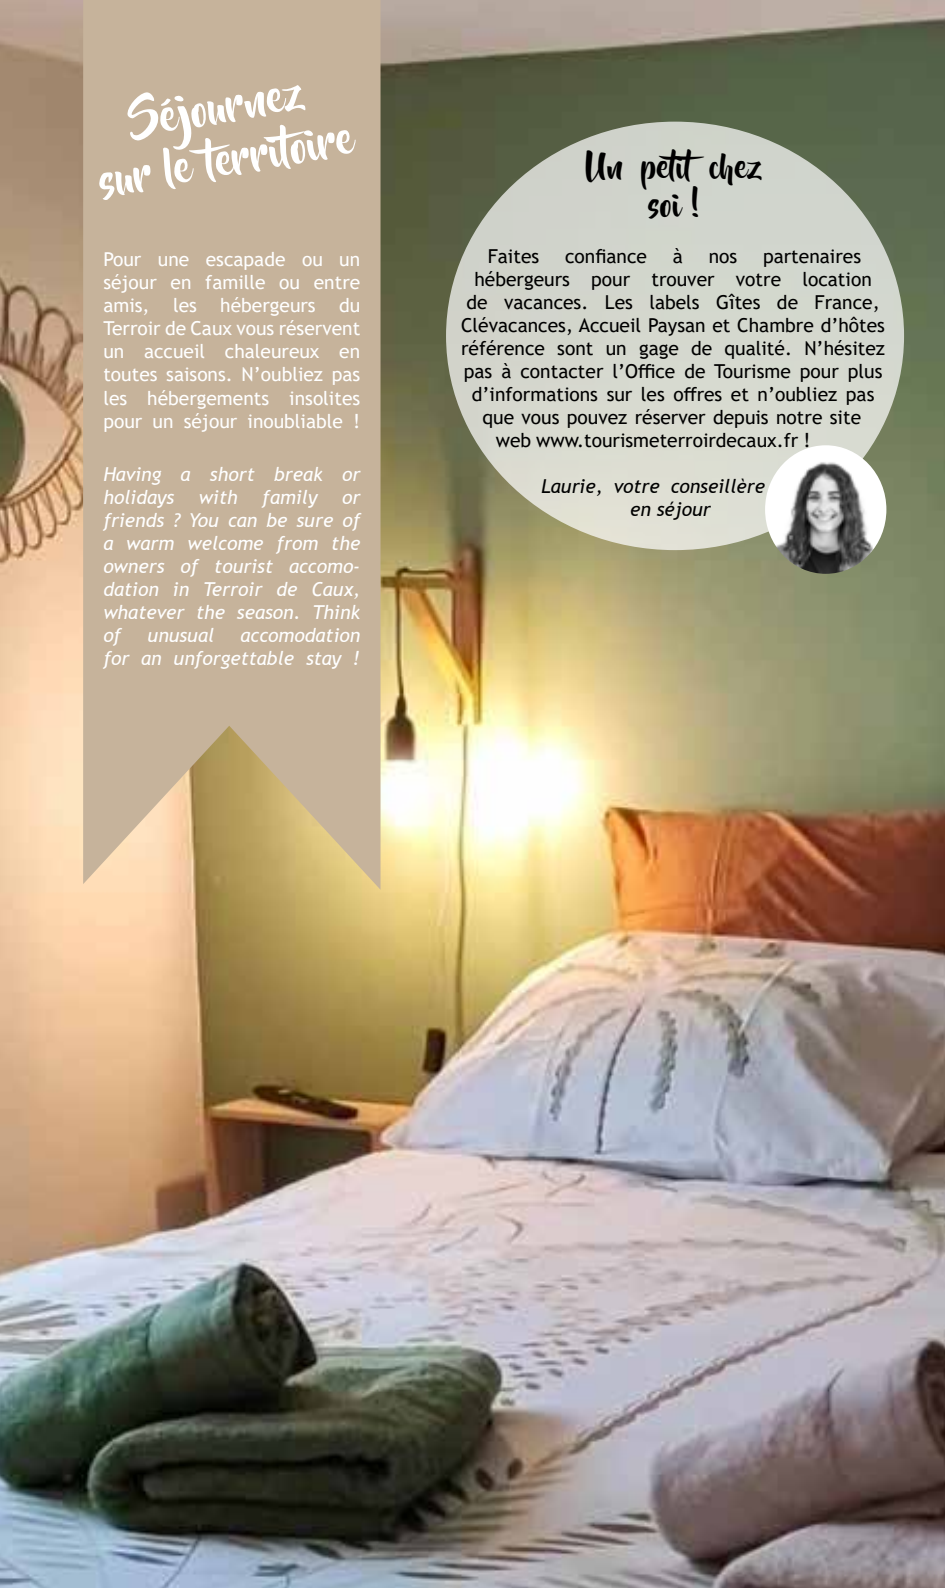 Séjournez
sur le territoire
Pour une escapade ou un
séjour en famille ou entre
amis, les hébergeurs du
Terroir de Caux vous réservent
un accueil chaleureux en
toutes saisons. N’oubliez pas
les hébergements insolites
pour un séjour inoubliable !
Having a short break or
holidays with family or
friends ? You can be sure of
a warm welcome from the
owners of tourist accomo-
dation in Terroir de Caux,
whatever the season. Think
of unusual accomodation
for an unforgettable stay !
Un petit chez
soi !
Faites confiance à nos partenaires
hébergeurs pour trouver votre location
de vacances. Les labels Gîtes de France,
Clévacances, Accueil Paysan et Chambre d’hôtes
référence sont un gage de qualité. N’hésitez
pas à contacter l’Office de Tourisme pour plus
d’informations sur les offres et n’oubliez pas
que vous pouvez réserver depuis notre site
web www.tourismeterroirdecaux.fr !
Laurie, votre conseillère
en séjour